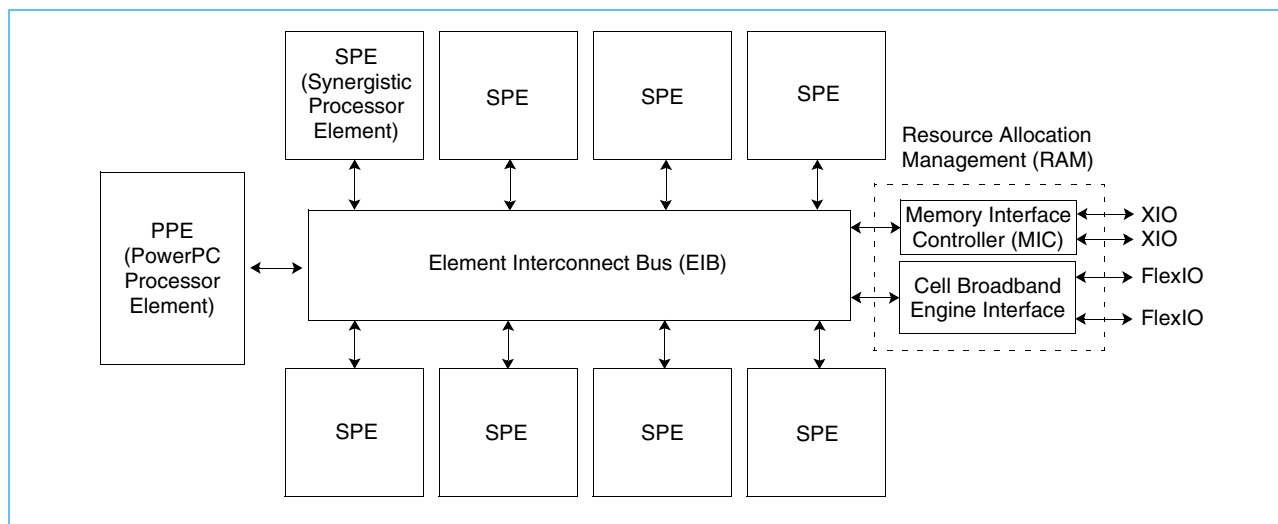 SPE
(Synergistic
Processor
Element)
SPE
SPE
SPE
Resource Allocation
Management (RAM)
PPE
(PowerPC
Processor
Element)
Element Interconnect Bus (EIB)
Memory Interface
Controller (MIC)
XIO
XIO
Cell Broadband
Engine Interface
FlexIO
FlexIO
SPE
SPE
SPE
SPE